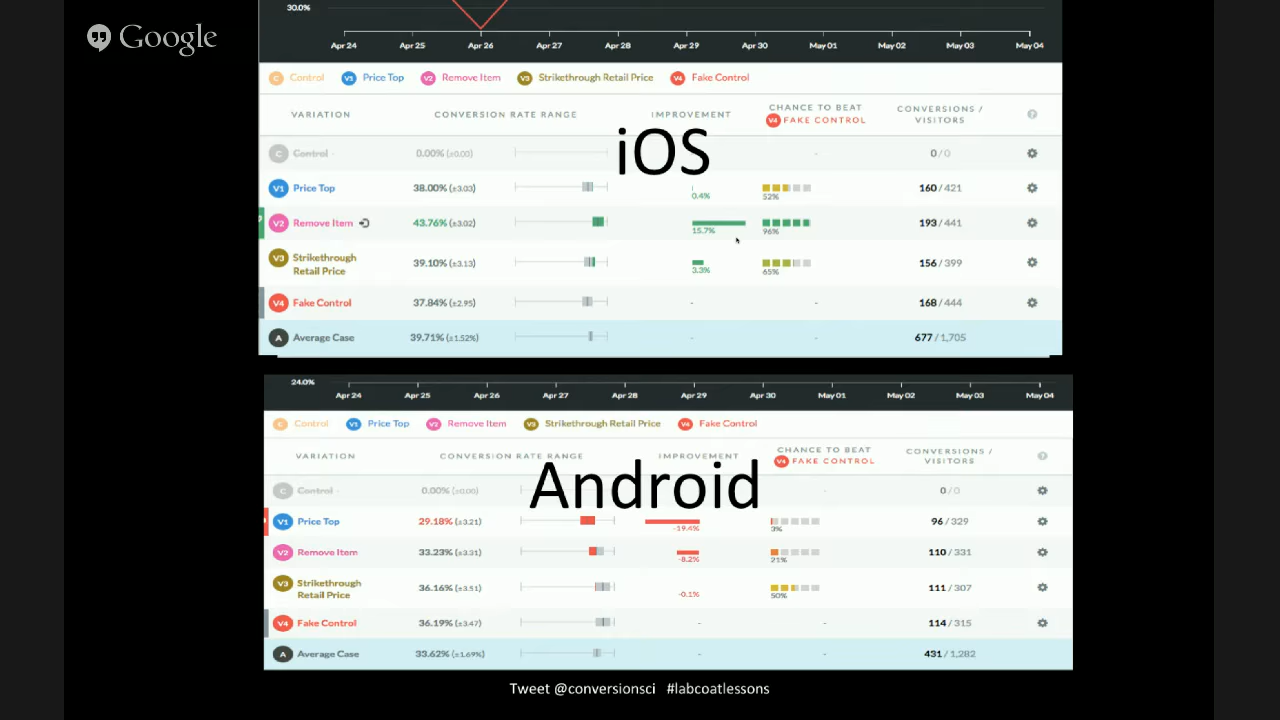 Google
30.0%
Apr 24 Apr 25 Apr 26 Apr 27 Apr 28 Apr 29 Apr 30 May 01 May 02 May 03 May 04
C Control V1 Price Top V2 Remove Item V3 Strikethrough Retail Price V4 Fake Control
VARIATION CONVERSION RATE RANGE IMPROVEMENT CHANCE TO BEAT V4 FAKE CONTROL CONVERSIONS / VISITORS ?
iOS
C Control - 0.00% (±0.00) - 0 / 0
V1 Price Top 38.00% (±3.03) 0.4% 52% 160 / 421
V2 Remove Item 43.76% (±3.02) 15.7% 96% 193 / 441
V3 Strikethrough Retail Price 39.10% (±3.13) 3.3% 65% 156 / 399
V4 Fake Control 37.84% (±2.95) - - 168 / 444
A Average Case 39.71% (±1.52%) - - 677 / 1,705
24.0%
Apr 24 Apr 25 Apr 26 Apr 27 Apr 28 Apr 29 Apr 30 May 01 May 02 May 03 May 04
C Control V1 Price Top V2 Remove Item V3 Strikethrough Retail Price V4 Fake Control
VARIATION CONVERSION RATE RANGE IMPROVEMENT CHANCE TO BEAT V4 FAKE CONTROL CONVERSIONS / VISITORS ?
Android
C Control - 0.00% (±0.00) - 0 / 0
V1 Price Top 29.18% (±3.21) -19.4% 3% 96 / 329
V2 Remove Item 33.23% (±3.31) -8.2% 21% 110 / 331
V3 Strikethrough Retail Price 36.16% (±3.51) -0.1% 50% 111 / 307
V4 Fake Control 36.19% (±3.47) - - 114 / 315
A Average Case 33.62% (±1.69%) - - 431 / 1,282
Tweet @conversionsci #labcoatlessons